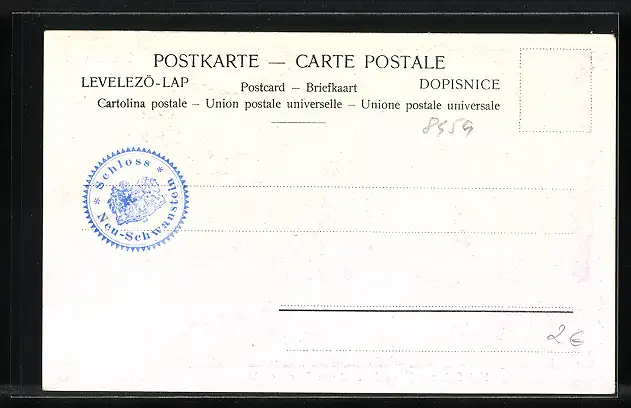 POSTKARTE — CARTE POSTALE
LEVELEZÖ-LAP
Postcard — Briefkaart
DOPISNICE
Cartolina postale — Union postale universelle — Unione postale universale
8459
* Schloss *
Neu-Schwanstein
2€